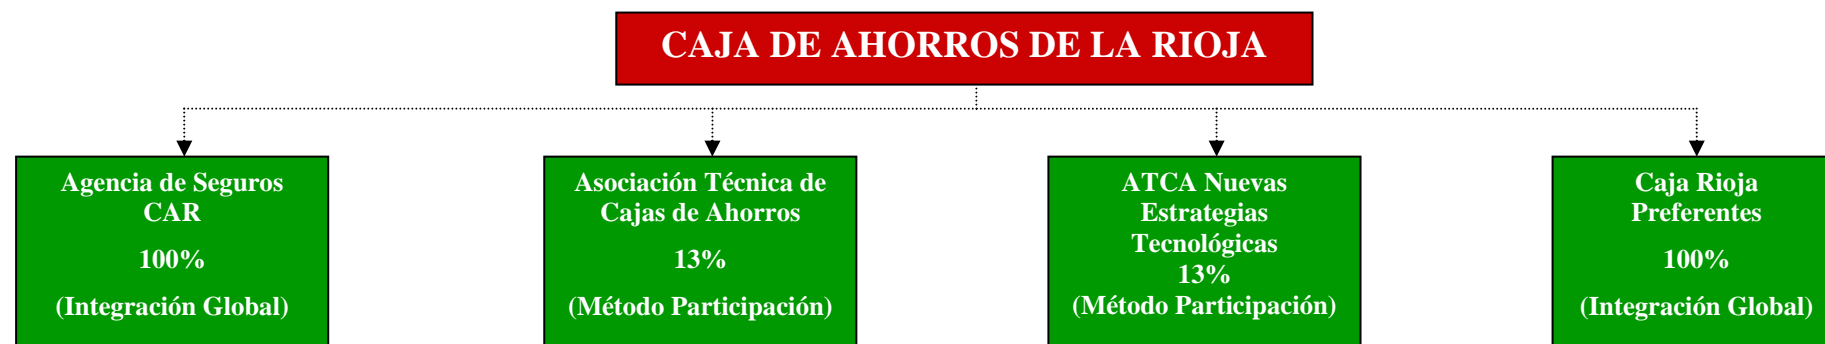 CAJA DE AHORROS DE LA RIOJA
Agencia de Seguros
CAR
100%
(Integración Global)
Asociación Técnica de
Cajas de Ahorros
13%
(Método Participación)
ATCA Nuevas
Estrategias
Tecnológicas
13%
(Método Participación)
Caja Rioja
Preferentes
100%
(Integración Global)